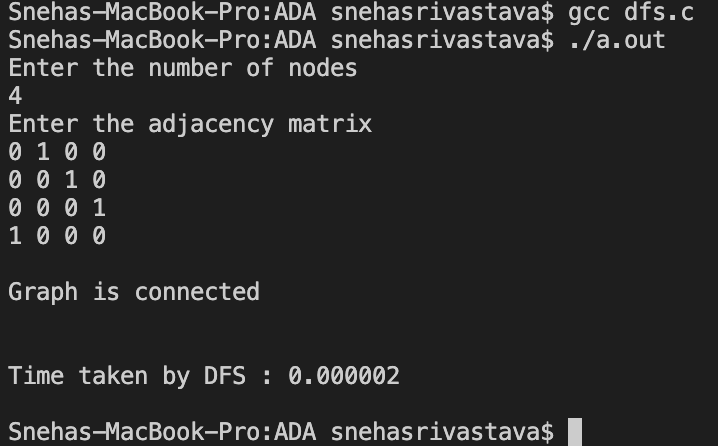 Snehas-MacBook-Pro:ADA snehasrivastava$ gcc dfs.c
Snehas-MacBook-Pro:ADA snehasrivastava$ ./a.out
Enter the number of nodes
4
Enter the adjacency matrix
0 1 0 0
0 0 1 0
0 0 0 1
1 0 0 0
Graph is connected
Time taken by DFS : 0.000002
Snehas-MacBook-Pro:ADA snehasrivastava$